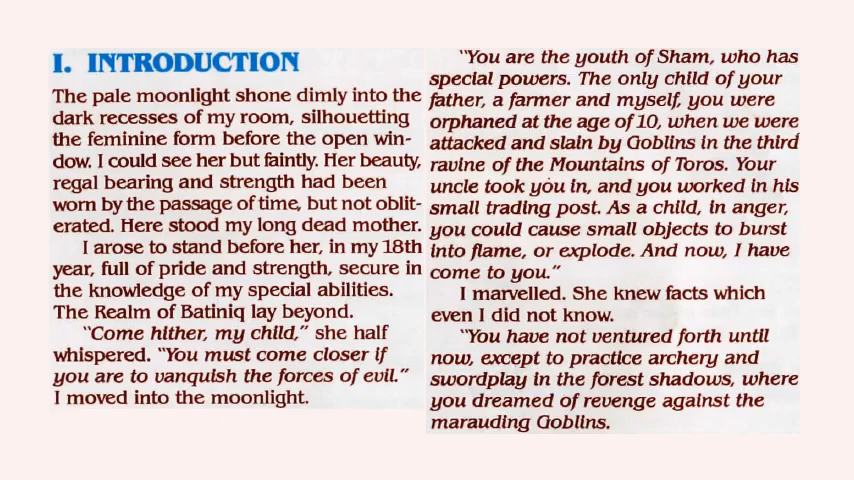 I. INTRODUCTION
The pale moonlight shone dimly into the
dark recesses of my room, silhouetting
the feminine form before the open win-
dow. I could see her but faintly. Her beauty,
regal bearing and strength had been
worn by the passage of time, but not oblit-
erated. Here stood my long dead mother.
I arose to stand before her, in my 18th
year, full of pride and strength, secure in
the knowledge of my special abilities.
The Realm of Batiniq lay beyond.
"Come hither, my child," she half
whispered. "You must come closer if
you are to vanquish the forces of evil."
I moved into the moonlight.
"You are the youth of Sham, who has
special powers. The only child of your
father, a farmer and myself, you were
orphaned at the age of 10, when we were
attacked and slain by Goblins in the third
ravine of the Mountains of Toros. Your
uncle took you in, and you worked in his
small trading post. As a child, in anger,
you could cause small objects to burst
into flame, or explode. And now, I have
come to you."
I marvelled. She knew facts which
even I did not know.
"You have not ventured forth until
now, except to practice archery and
swordplay in the forest shadows, where
you dreamed of revenge against the
marauding Goblins.